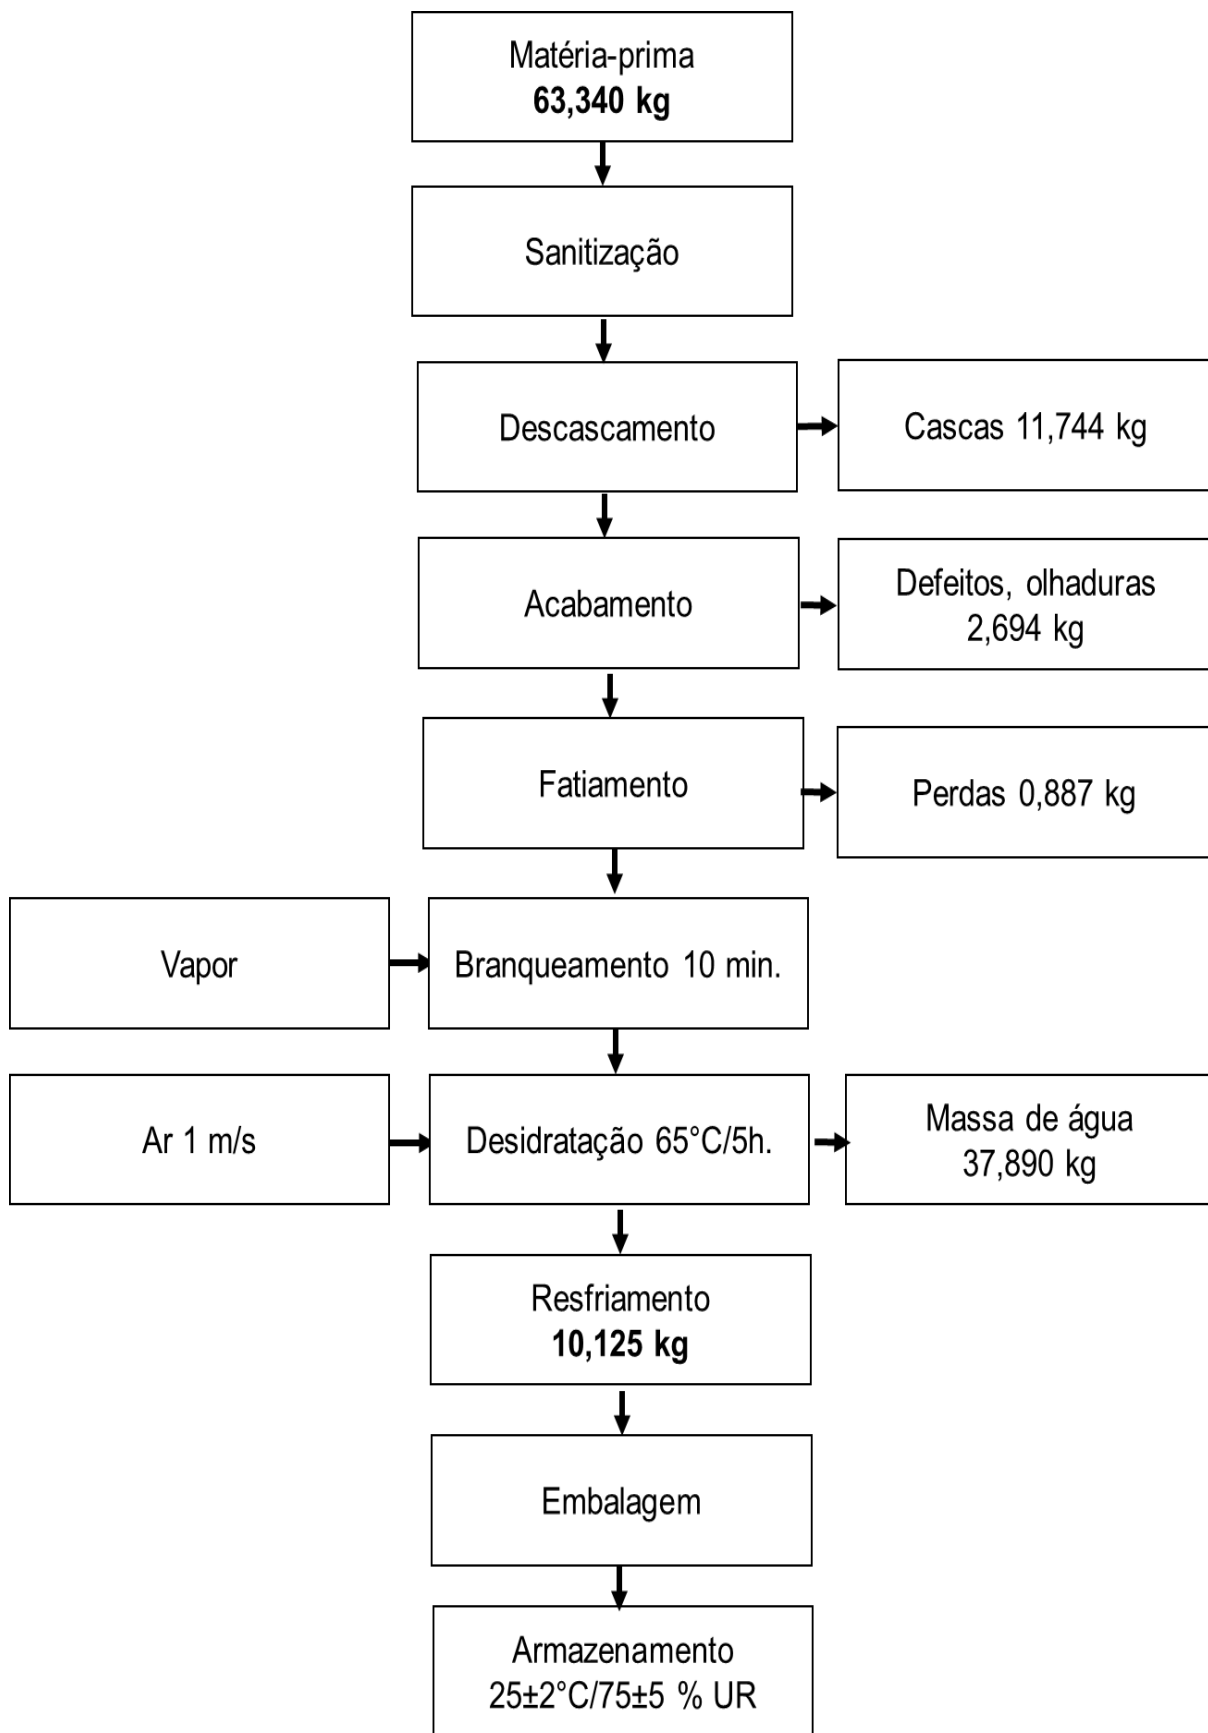 Matéria-prima
63,340 kg
Sanitização
Descascamento
Cascas 11,744 kg
Acabamento
Defeitos, olhaduras
2,694 kg
Fatiamento
Perdas 0,887 kg
Vapor
Branqueamento 10 min.
Ar 1 m/s
Desidratação 65°C/5h.
Massa de água
37,890 kg
Resfriamento
10,125 kg
Embalagem
Armazenamento
25±2°C/75±5 % UR